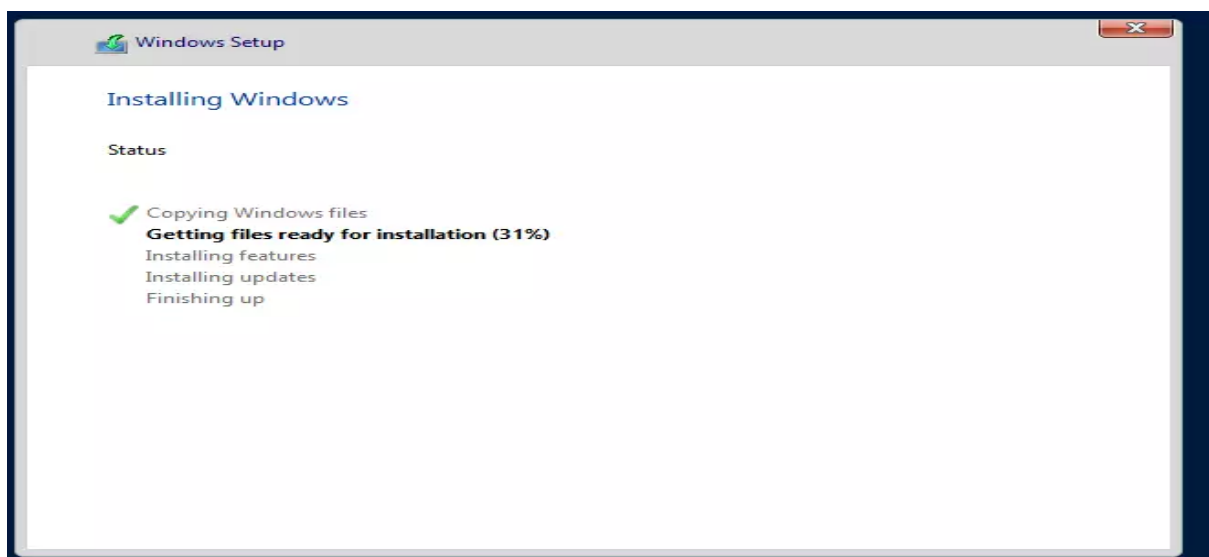 Windows Setup
Installing Windows
Status
Copying Windows files
Getting files ready for installation (31%)
Installing features
Installing updates
Finishing up